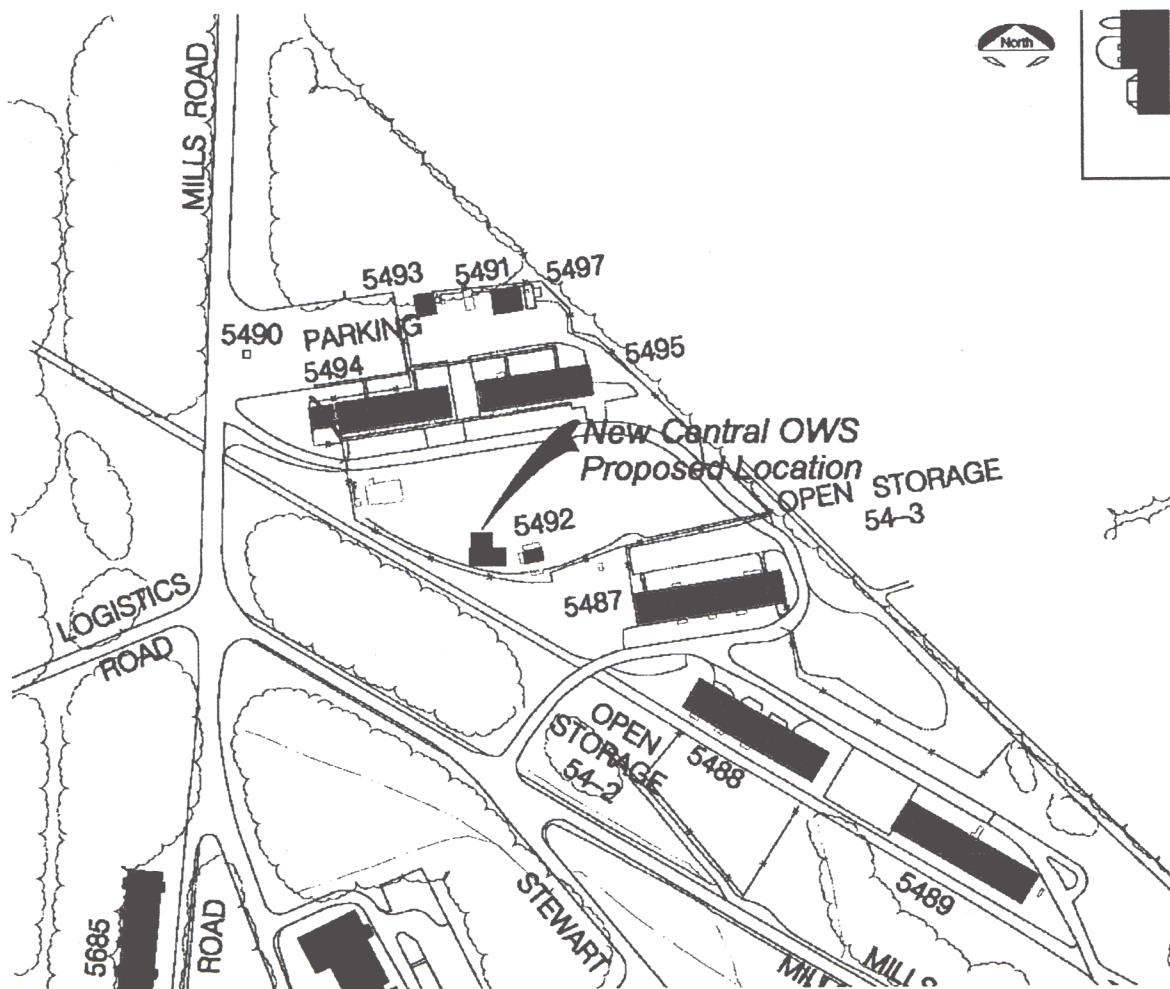 North
MILLS ROAD
5493
5491
5497
5490
PARKING
5494
5495
New Central OWS
Proposed Location
OPEN STORAGE
54-3
5492
5487
LOGISTICS
ROAD
OPEN
STORAGE
54-2
5488
5489
STEWART
5685
ROAD
MILLS